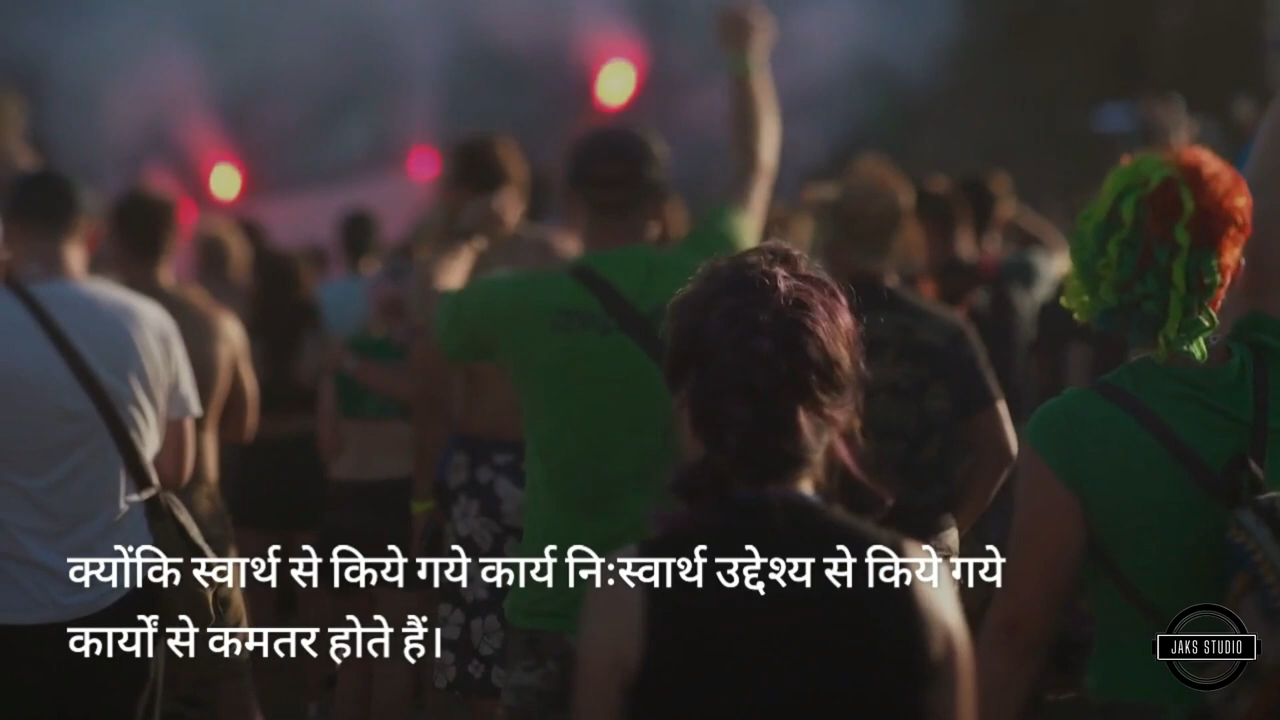 क्योंकि स्वार्थ से किये गये कार्य निःस्वार्थ उद्देश्य से किये गये
कार्यों से कमतर होते हैं।
JAKS STUDIO